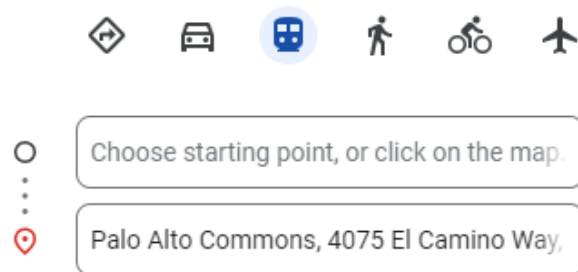 Choose starting point, or click on the map.
Palo Alto Commons, 4075 El Camino Way,